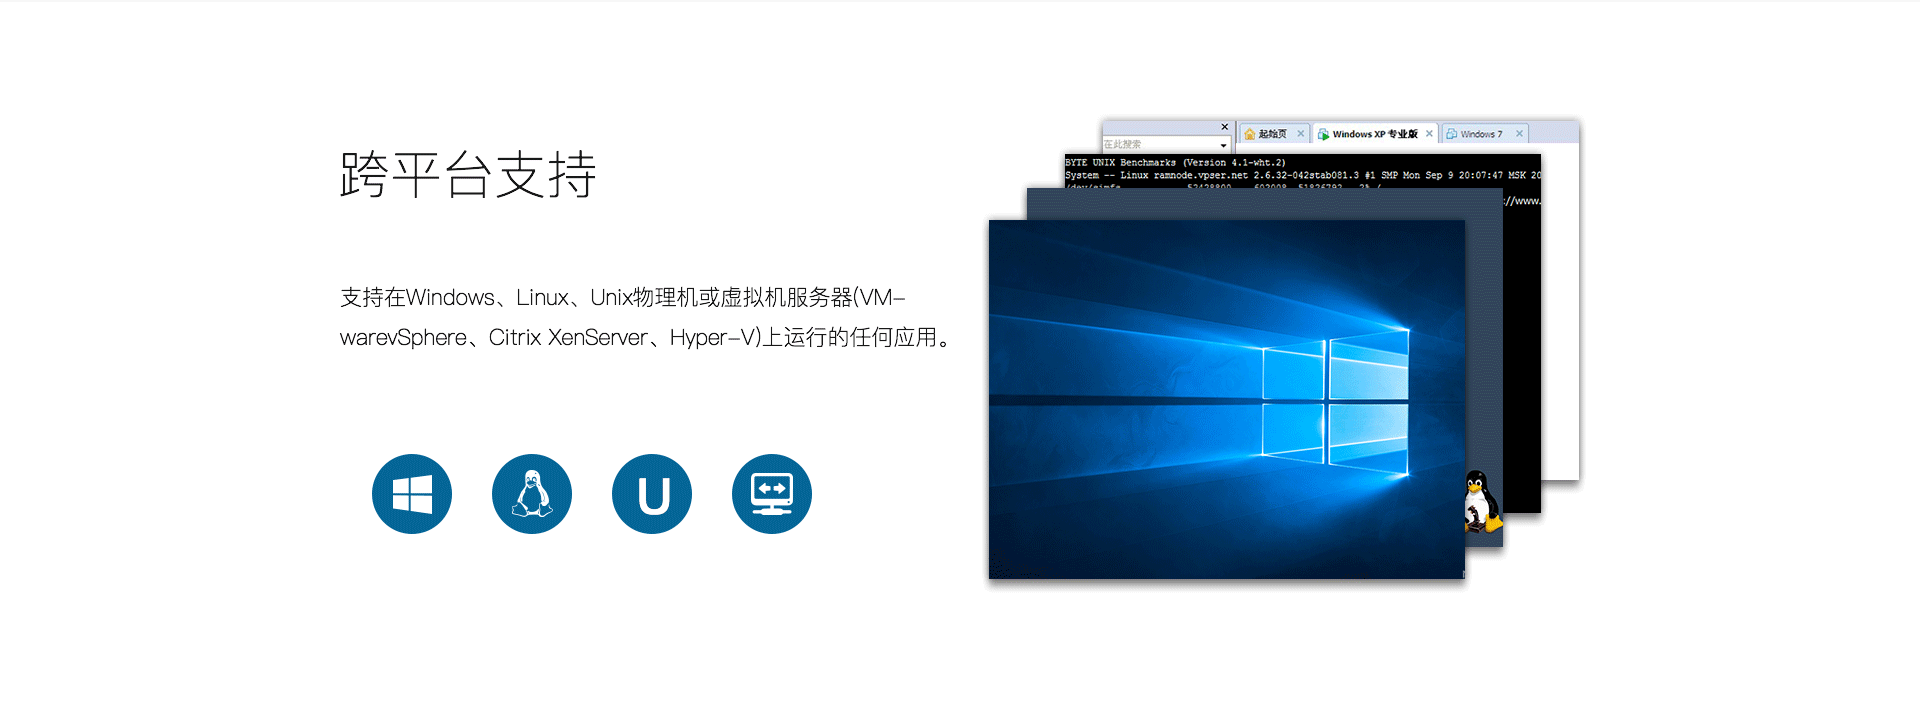 跨平台支持
支持在Windows、Linux、Unix物理机或虚拟机服务器(VM-
warevSphere、Citrix XenServer、Hyper-V)上运行的任何应用。
U
在此搜索
起始页 Windows XP 专业版 Windows 7
BYTE UNIX Benchmarks (Version 4.1-wht.2)
System -- Linux ramnode.vpser.net 2.6.32-042stab081.3 #1 SMP Mon Sep 9 20:07:47 MSK 20
://www.